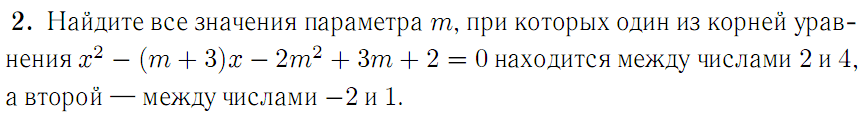 2. Найдите все значения параметра m, при которых один из корней урав-
нения x² − (m + 3)x − 2m² + 3m + 2 = 0 находится между числами 2 и 4,
а второй — между числами −2 и 1.